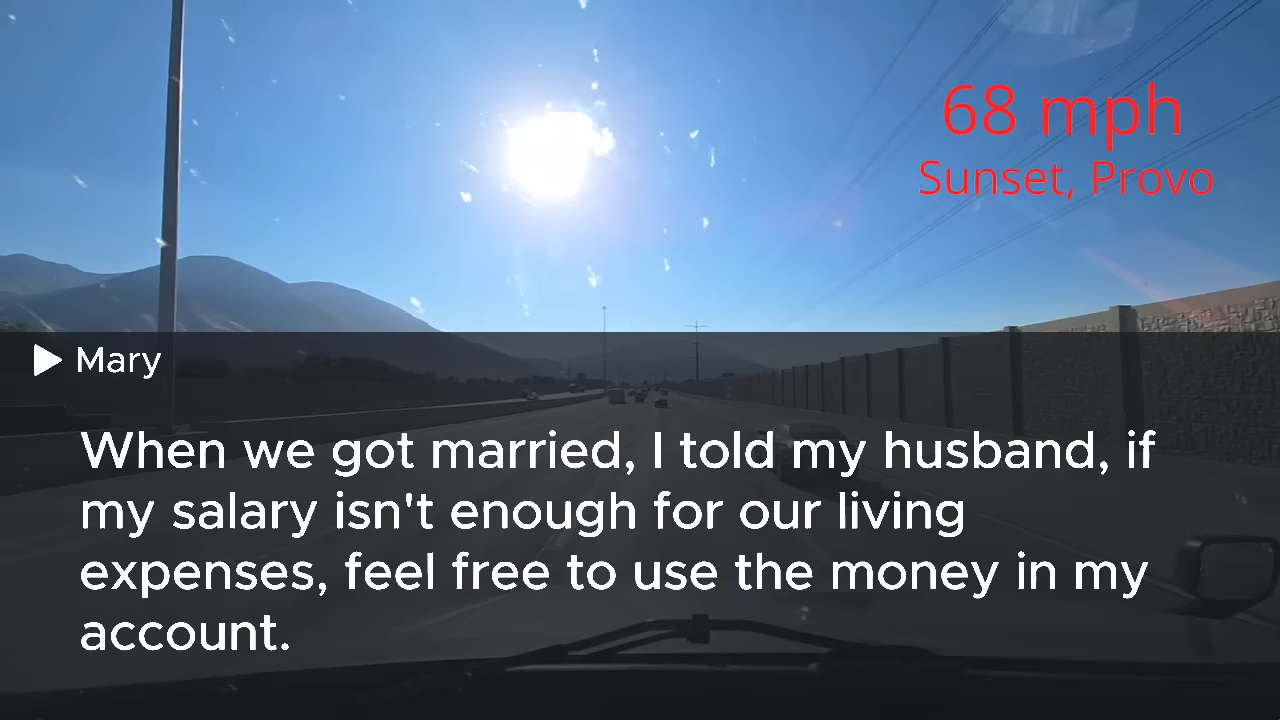 68 mph
Sunset, Provo
Mary
When we got married, I told my husband, if
my salary isn't enough for our living
expenses, feel free to use the money in my
account.